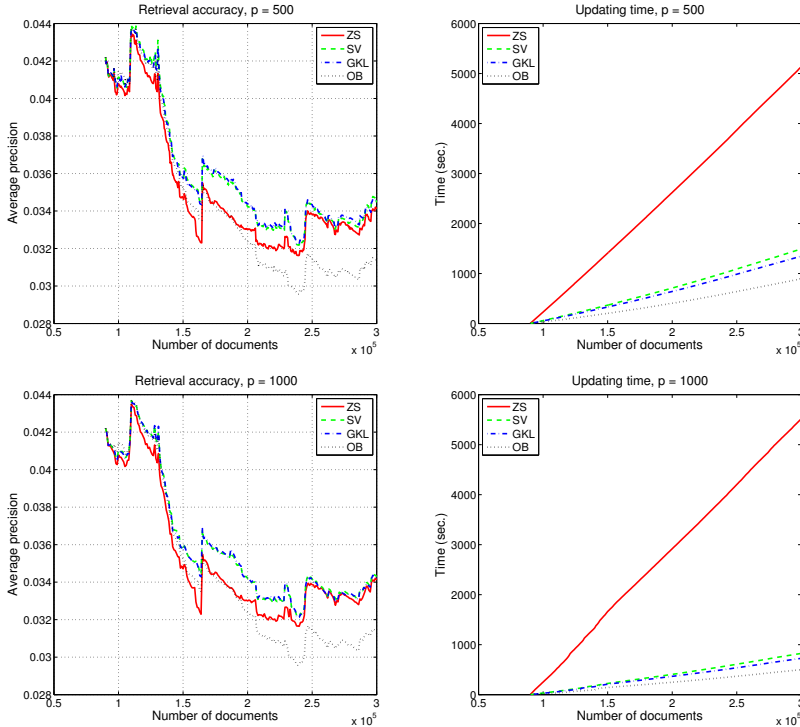 Retrieval accuracy, p = 500
Average precision
0.044
0.042
0.04
0.038
0.036
0.034
0.032
0.03
0.028
0.5
1
1.5
2
2.5
3
x 10^5
Number of documents
ZS
SV
GKL
OB
Updating time, p = 500
Time (sec.)
6000
5000
4000
3000
2000
1000
0
0.5
1
1.5
2
2.5
3
x 10^5
Number of documents
ZS
SV
GKL
OB
Retrieval accuracy, p = 1000
Average precision
0.044
0.042
0.04
0.038
0.036
0.034
0.032
0.03
0.028
0.5
1
1.5
2
2.5
3
x 10^5
Number of documents
ZS
SV
GKL
OB
Updating time, p = 1000
Time (sec.)
6000
5000
4000
3000
2000
1000
0
0.5
1
1.5
2
2.5
3
x 10^5
Number of documents
ZS
SV
GKL
OB